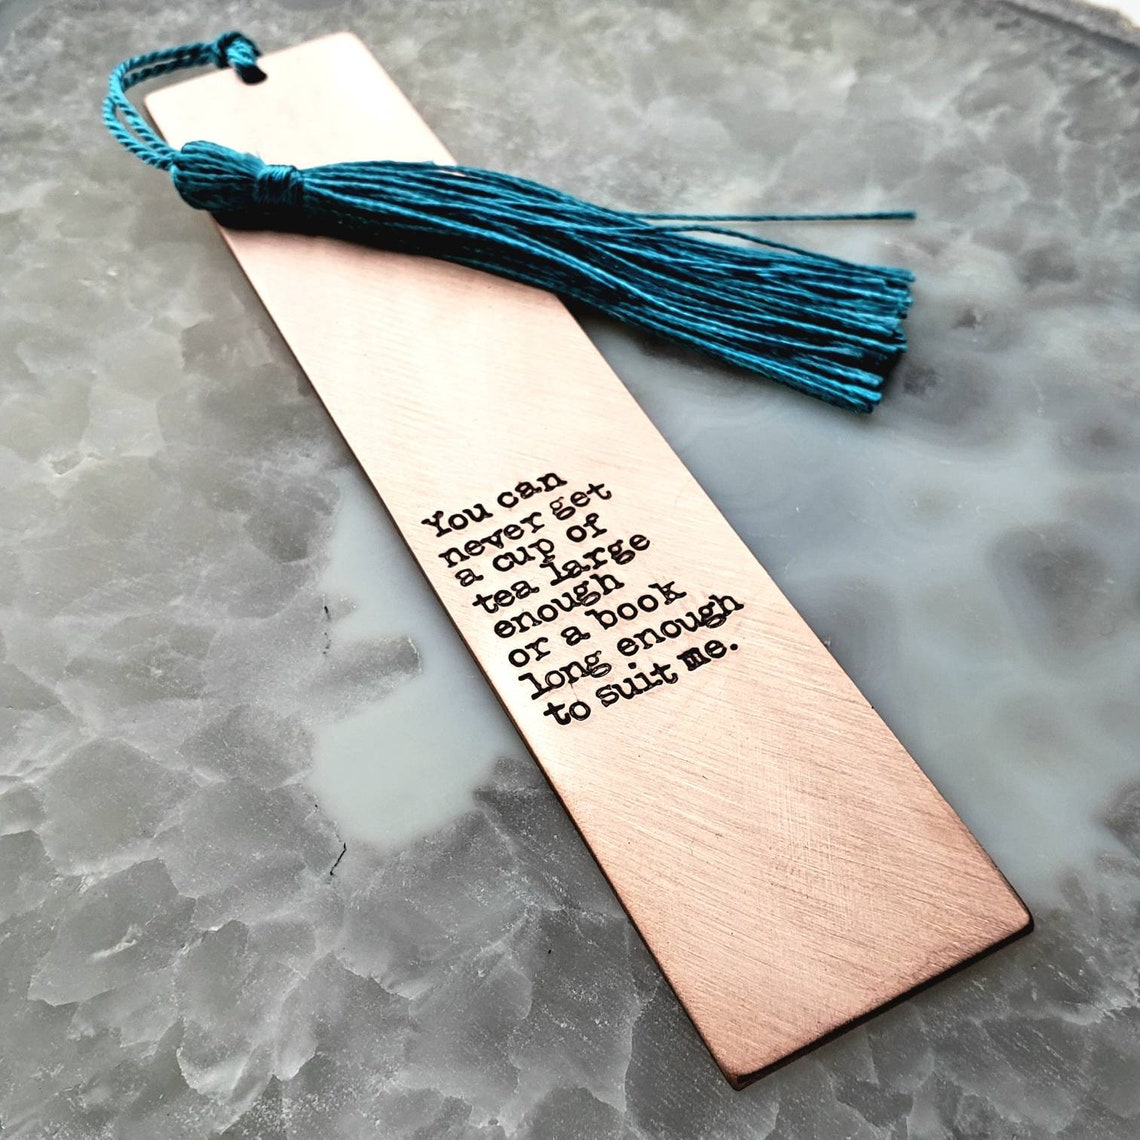 You can
never get
a cup of
tea large
enough
or a book
long enough
to suit me.